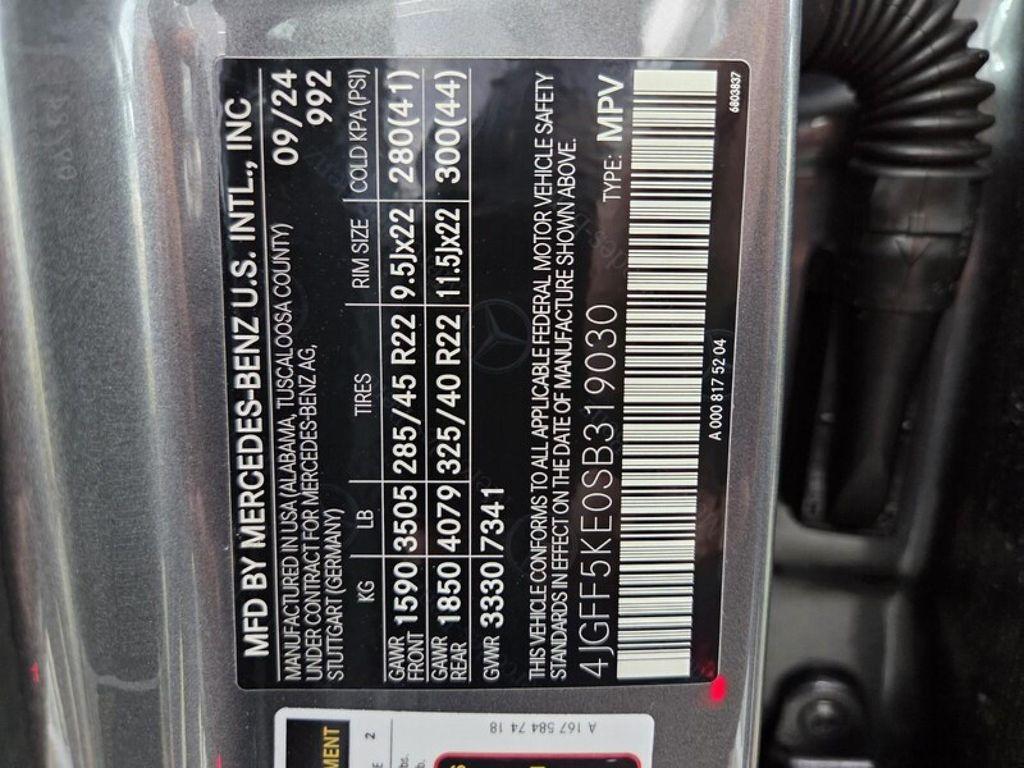 MFD BY MERCEDES-BENZ U.S. INTL., INC
MANUFACTURED IN USA (ALABAMA, TUSCALOOSA COUNTY) 09/24
UNDER CONTRACT FOR MERCEDES-BENZ AG, 992
STUTTGART (GERMANY)
KG LB TIRES RIM SIZE COLD KPA (PSI)
GAWR FRONT 1590 3505 285/45 R22 9.5Jx22 280(41)
GAWR REAR 1850 4079 325/40 R22 11.5Jx22 300(44)
GVWR 3330 7341
THIS VEHICLE CONFORMS TO ALL APPLICABLE FEDERAL MOTOR VEHICLE SAFETY
STANDARDS IN EFFECT ON THE DATE OF MANUFACTURE SHOWN ABOVE.
4JGFF5KE0SB319030 TYPE: MPV
A 000 817 52 04 6803837
A 167 584 74 18
MENT
2